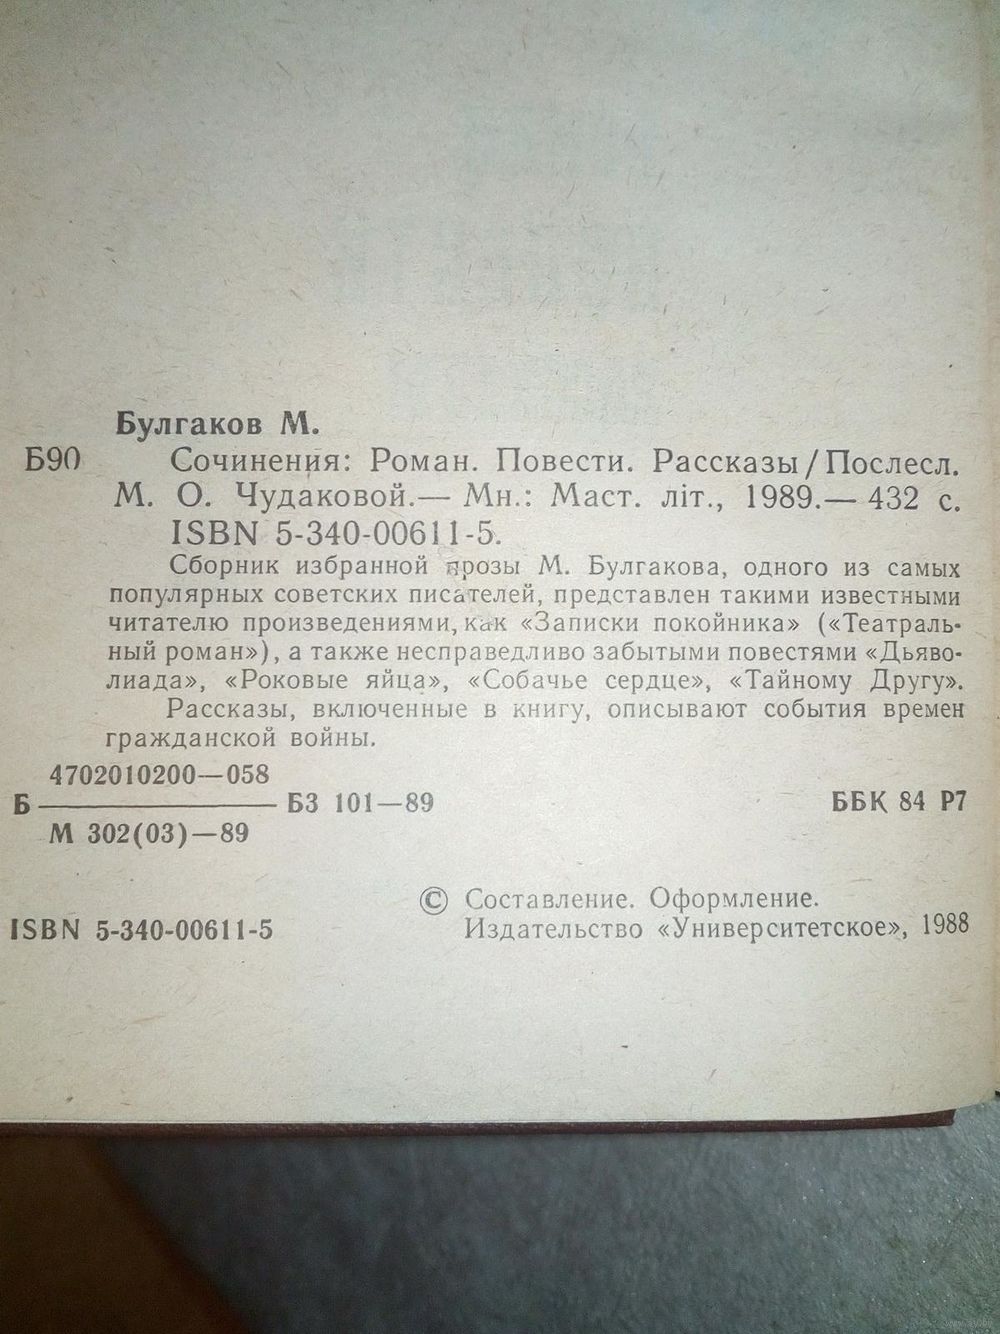 Булгаков М.
Б90 Сочинения: Роман. Повести. Рассказы / Послесл.
М. О. Чудаковой.— Мн.: Маст. літ., 1989.— 432 с.
ISBN 5-340-00611-5.
Сборник избранной прозы М. Булгакова, одного из самых
популярных советских писателей, представлен такими известными
читателю произведениями, как «Записки покойника» («Театраль-
ный роман»), а также несправедливо забытыми повестями «Дьяво-
лиада», «Роковые яйца», «Собачье сердце», «Тайному Другу».
Рассказы, включенные в книгу, описывают события времен
гражданской войны.
4702010200—058
Б БЗ 101—89 ББК 84 Р7
М 302(03)—89
© Составление. Оформление.
ISBN 5-340-00611-5 Издательство «Университетское», 1988